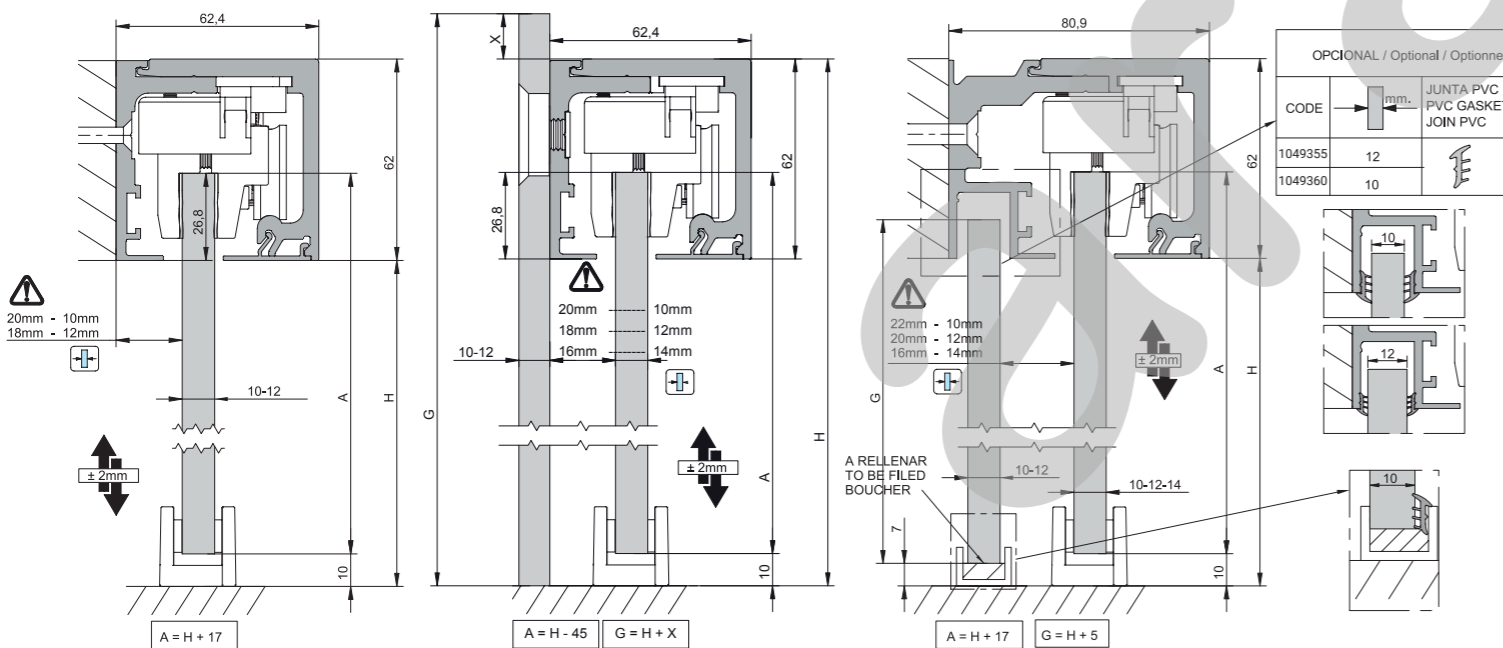 62,4
62
26,8
20mm - 10mm
18mm - 12mm
10-12
A
H
± 2mm
10
A = H + 17
X
62,4
62
26,8
20mm 10mm
18mm 12mm
16mm 14mm
10-12
G
A
H
± 2mm
10
A = H - 45
G = H + X
80,9
62
22mm - 10mm
20mm - 12mm
16mm - 14mm
± 2mm
G
A
H
A RELLENAR
TO BE FILED
BOUCHER
10-12
10-12-14
7
10
A = H + 17
G = H + 5
OPCIONAL / Optional / Optionne
CODE
mm.
JUNTA PVC
PVC GASKET
JOIN PVC
1049355 12
1049360 10
10
12
10